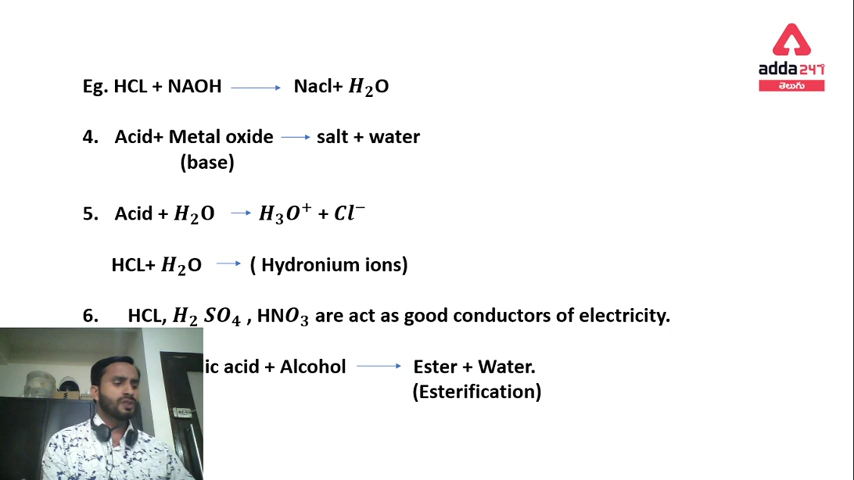 adda247
తెలుగు
Eg. HCL + NAOH → Nacl+ H₂O
4. Acid+ Metal oxide → salt + water
(base)
5. Acid + H₂O → H₃O⁺ + Cl⁻
HCL+ H₂O → ( Hydronium ions)
6. HCL, H₂ SO₄ , HNO₃ are act as good conductors of electricity.
ic acid + Alcohol → Ester + Water.
(Esterification)